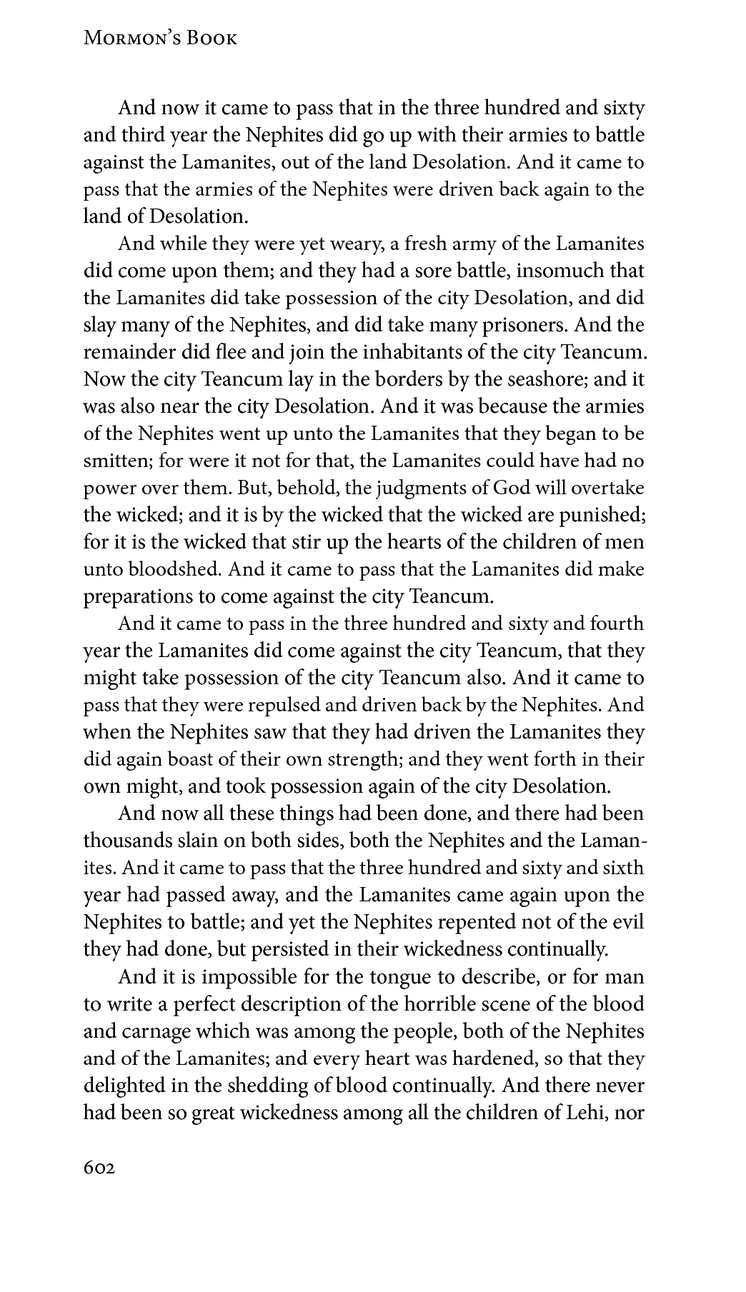 Mormon’s Book
And now it came to pass that in the three hundred and sixty
and third year the Nephites did go up with their armies to battle
against the Lamanites, out of the land Desolation. And it came to
pass that the armies of the Nephites were driven back again to the
land of Desolation.
And while they were yet weary, a fresh army of the Lamanites
did come upon them; and they had a sore battle, insomuch that
the Lamanites did take possession of the city Desolation, and did
slay many of the Nephites, and did take many prisoners. And the
remainder did flee and join the inhabitants of the city Teancum.
Now the city Teancum lay in the borders by the seashore; and it
was also near the city Desolation. And it was because the armies
of the Nephites went up unto the Lamanites that they began to be
smitten; for were it not for that, the Lamanites could have had no
power over them. But, behold, the judgments of God will overtake
the wicked; and it is by the wicked that the wicked are punished;
for it is the wicked that stir up the hearts of the children of men
unto bloodshed. And it came to pass that the Lamanites did make
preparations to come against the city Teancum.
And it came to pass in the three hundred and sixty and fourth
year the Lamanites did come against the city Teancum, that they
might take possession of the city Teancum also. And it came to
pass that they were repulsed and driven back by the Nephites. And
when the Nephites saw that they had driven the Lamanites they
did again boast of their own strength; and they went forth in their
own might, and took possession again of the city Desolation.
And now all these things had been done, and there had been
thousands slain on both sides, both the Nephites and the Laman-
ites. And it came to pass that the three hundred and sixty and sixth
year had passed away, and the Lamanites came again upon the
Nephites to battle; and yet the Nephites repented not of the evil
they had done, but persisted in their wickedness continually.
And it is impossible for the tongue to describe, or for man
to write a perfect description of the horrible scene of the blood
and carnage which was among the people, both of the Nephites
and of the Lamanites; and every heart was hardened, so that they
delighted in the shedding of blood continually. And there never
had been so great wickedness among all the children of Lehi, nor
602